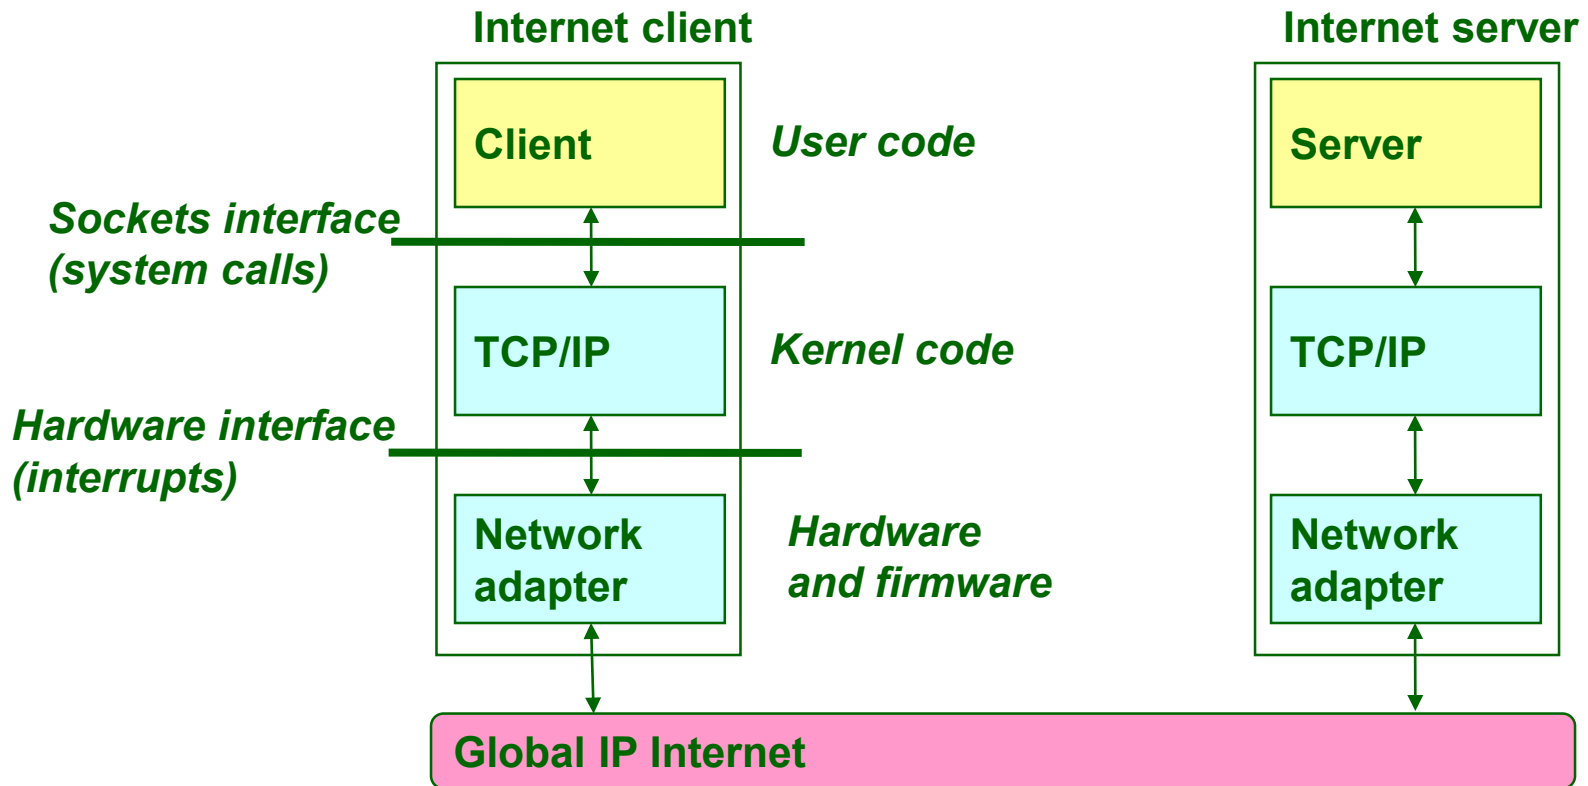 Internet client
Internet server
Client
User code
Server
Sockets interface
(system calls)
TCP/IP
Kernel code
TCP/IP
Hardware interface
(interrupts)
Network
adapter
Hardware
and firmware
Network
adapter
Global IP Internet